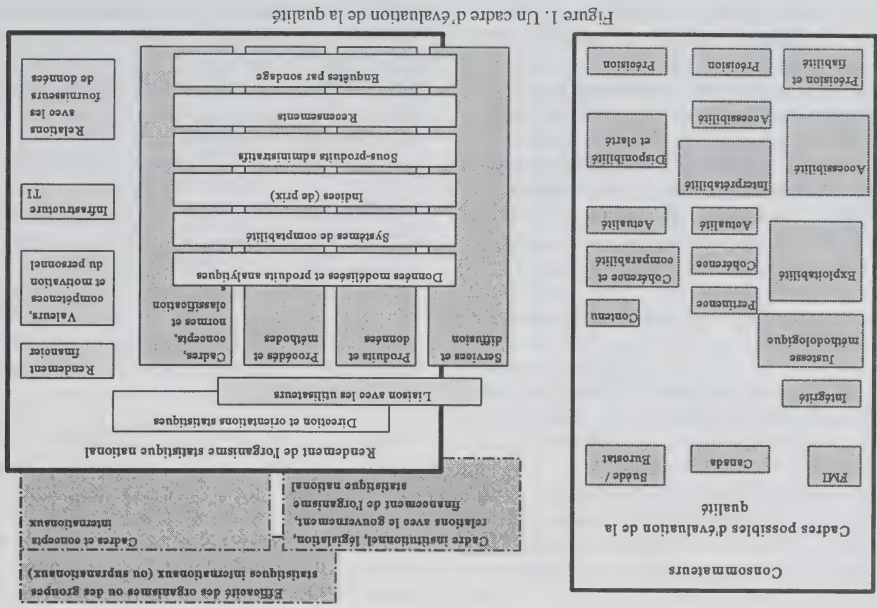 Consommateurs
Cadres possibles d'évaluation de la
qualité
FMI
Canada
Suède /
Eurostat
Intégrité
Justesse
méthodologique
Pertinence
Contenu
Exploitabilité
Cohérence
Cohérence et
comparabilité
Actualité
Actualité
Accessibilité
Interprétabilité
Disponibilité
et clarté
Accessibilité
Précision et
fiabilité
Précision
Précision
Efficacité des organismes ou des groupes
statistiques internationaux (ou supranationaux)
Cadre institutionnel, législation,
relations avec le gouvernement,
financement de l'organisme
statistique national
Cadres et concepts
internationaux
Rendement de l'organisme statistique national
Direction et orientations statistiques
Liaison avec les utilisateurs
Services et
diffusion
Produits et
données
Procédés et
méthodes
Cadres,
concepts,
normes et
classification
s
Données modélisées et produits analytiques
Systèmes de comptabilité
Indices (de prix)
Sous-produits administratifs
Recensements
Enquêtes par sondage
Rendement
financier
Valeurs,
compétences
et motivation
du personnel
Infrastructure
TI
Relations
avec les
fournisseurs
de données
Figure 1. Un cadre d'évaluation de la qualité